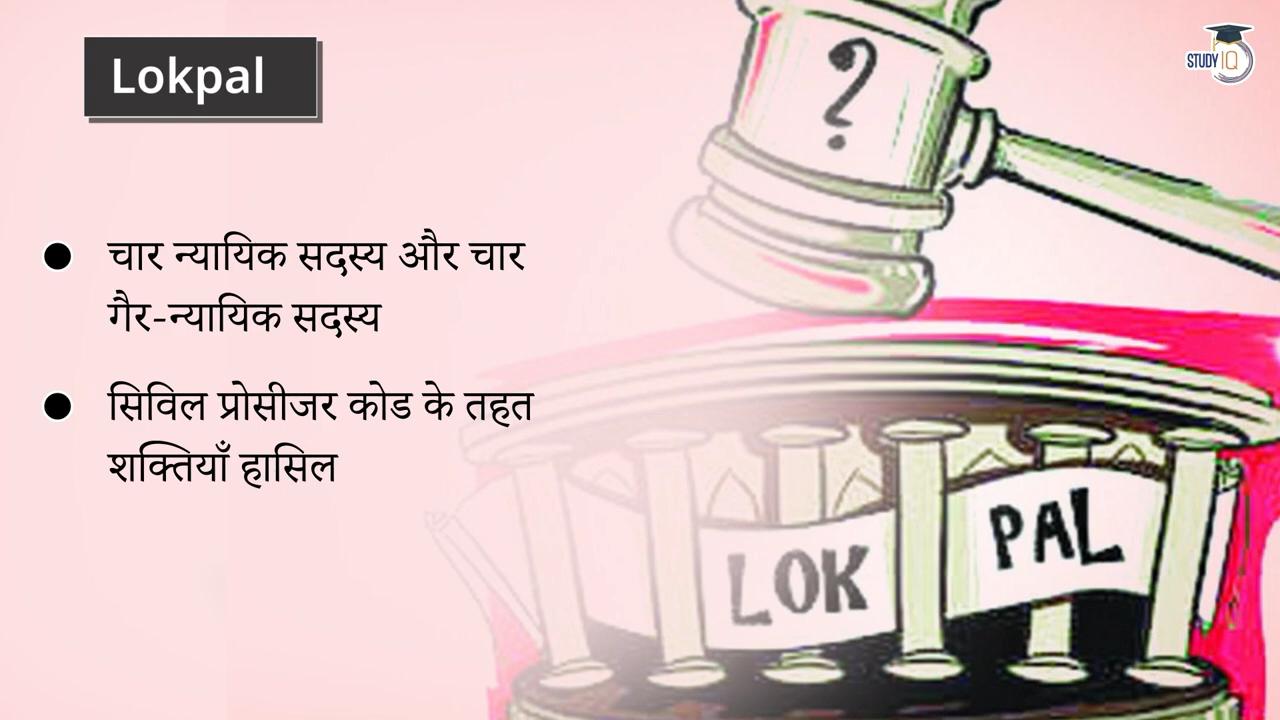 Lokpal
?
STUDY IQ
चार न्यायिक सदस्य और चार
गैर-न्यायिक सदस्य
सिविल प्रोसीजर कोड के तहत
शक्तियाँ हासिल
LOK PAL